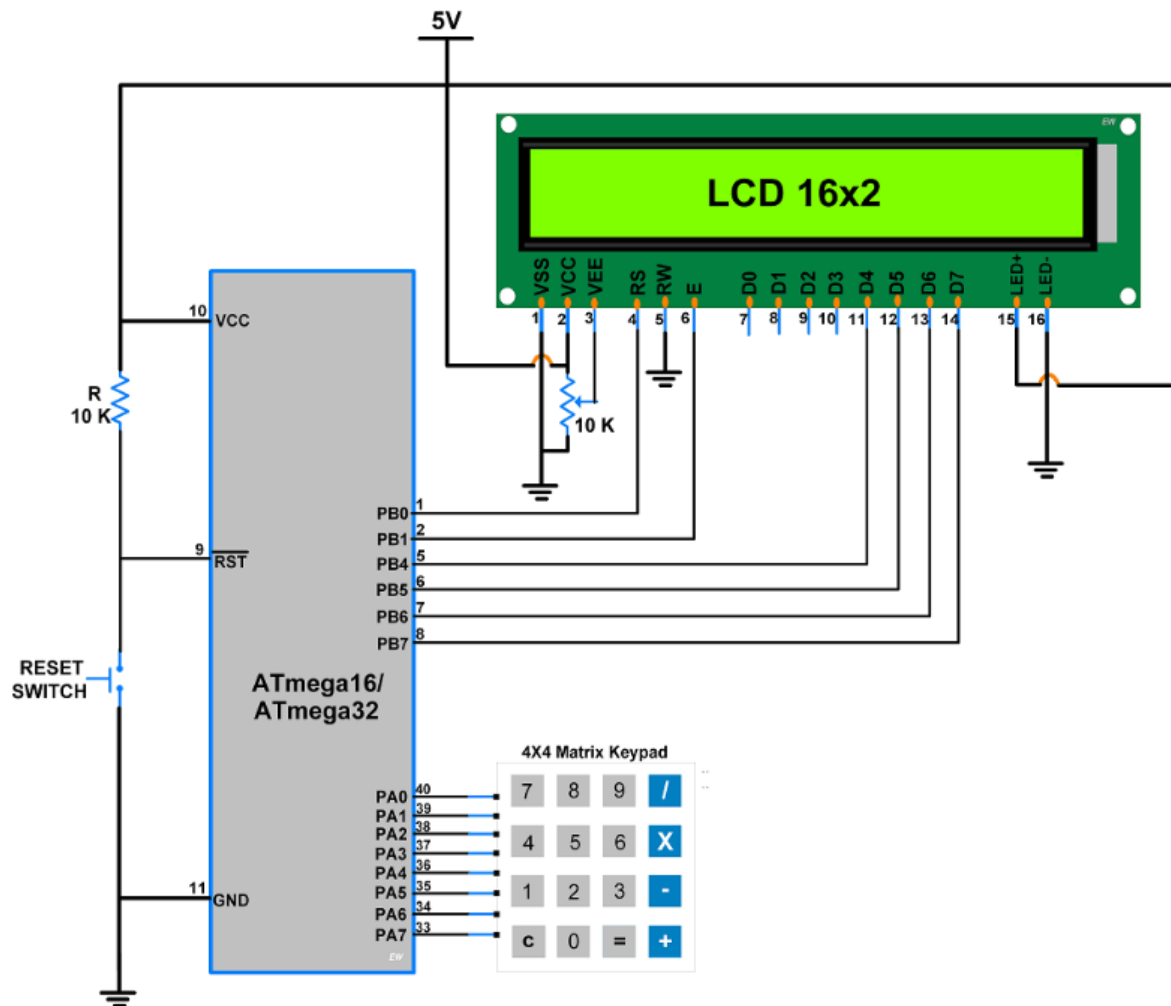 5V
EW
LCD 16x2
VSS VCC VEE RS RW E D0 D1 D2 D3 D4 D5 D6 D7 LED+ LED-
1 2 3 4 5 6 7 8 9 10 11 12 13 14 15 16
10 VCC
R
10 K
10 K
PB0 1
PB1 2
9 RST
PB4 5
PB5 6
PB6 7
PB7 8
RESET
SWITCH
ATmega16/
ATmega32
4X4 Matrix Keypad
PA0 40
PA1 39
PA2 38
PA3 37
PA4 36
PA5 35
PA6 34
PA7 33
7 8 9 /
4 5 6 X
1 2 3 -
c 0 = +
11 GND
EW